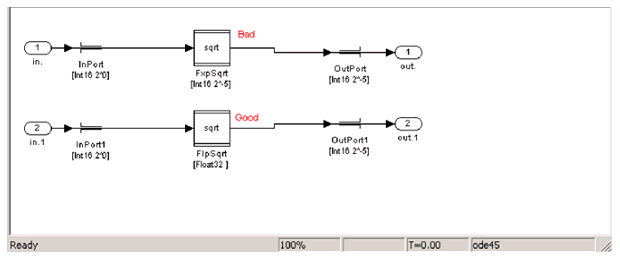 Bad
1
sqrt
1
in.
InPort
[Int16 2^0]
FxpSqrt
[Int16 2^-5]
OutPort
[Int16 2^-5]
out.
Good
2
sqrt
2
in.1
InPort1
[Int16 2^0]
FlpSqrt
[Float32 ]
OutPort1
[Int16 2^-5]
out.1
Ready 100% T=0.00 ode45